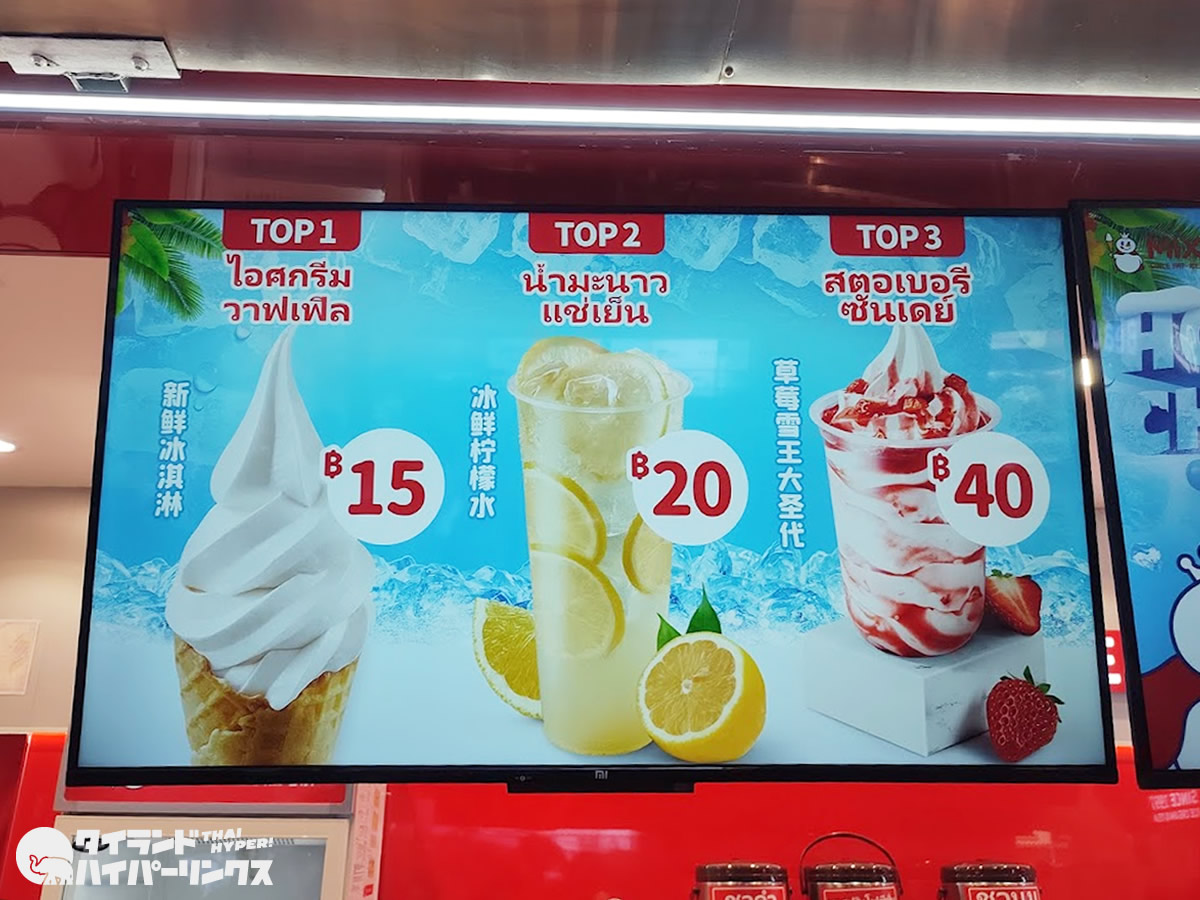 TOP 1
ไอศกรีม
วาฟเฟิล
新鲜冰淇淋
฿15
TOP 2
น้ำมะนาว
แช่เย็น
冰鲜柠檬水
฿20
TOP 3
สตอเบอรี
ซันเดย์
草莓雪王大圣代
฿40
mi
タイランド
ハイパーリンクス
THAI
HYPER!